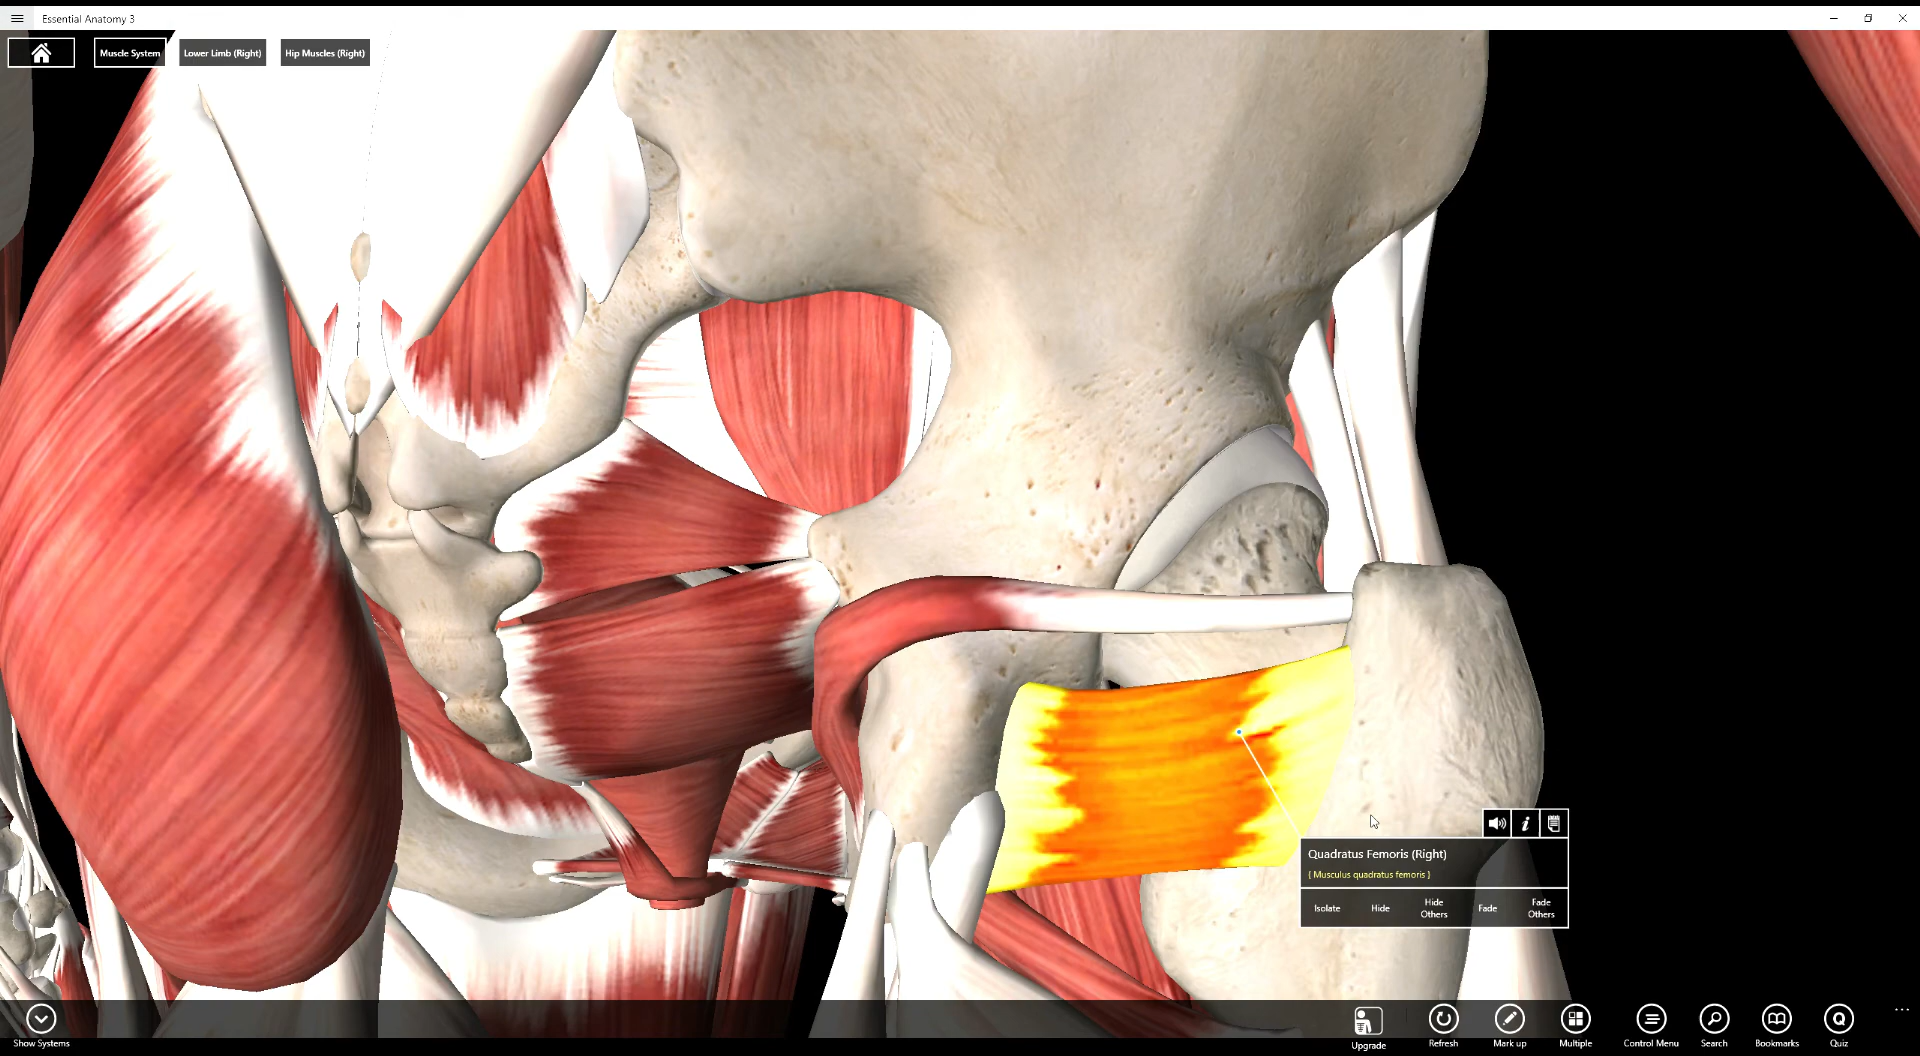 Essential Anatomy 3
Muscle System
Lower Limb (Right)
Hip Muscles (Right)
i
Quadratus Femoris (Right)
( Musculus quadratus femoris )
Isolate
Hide
Hide
Others
Fade
Fade
Others
Show Systems
Upgrade
Refresh
Mark up
Multiple
Control Menu
Search
Bookmarks
Q
Quiz